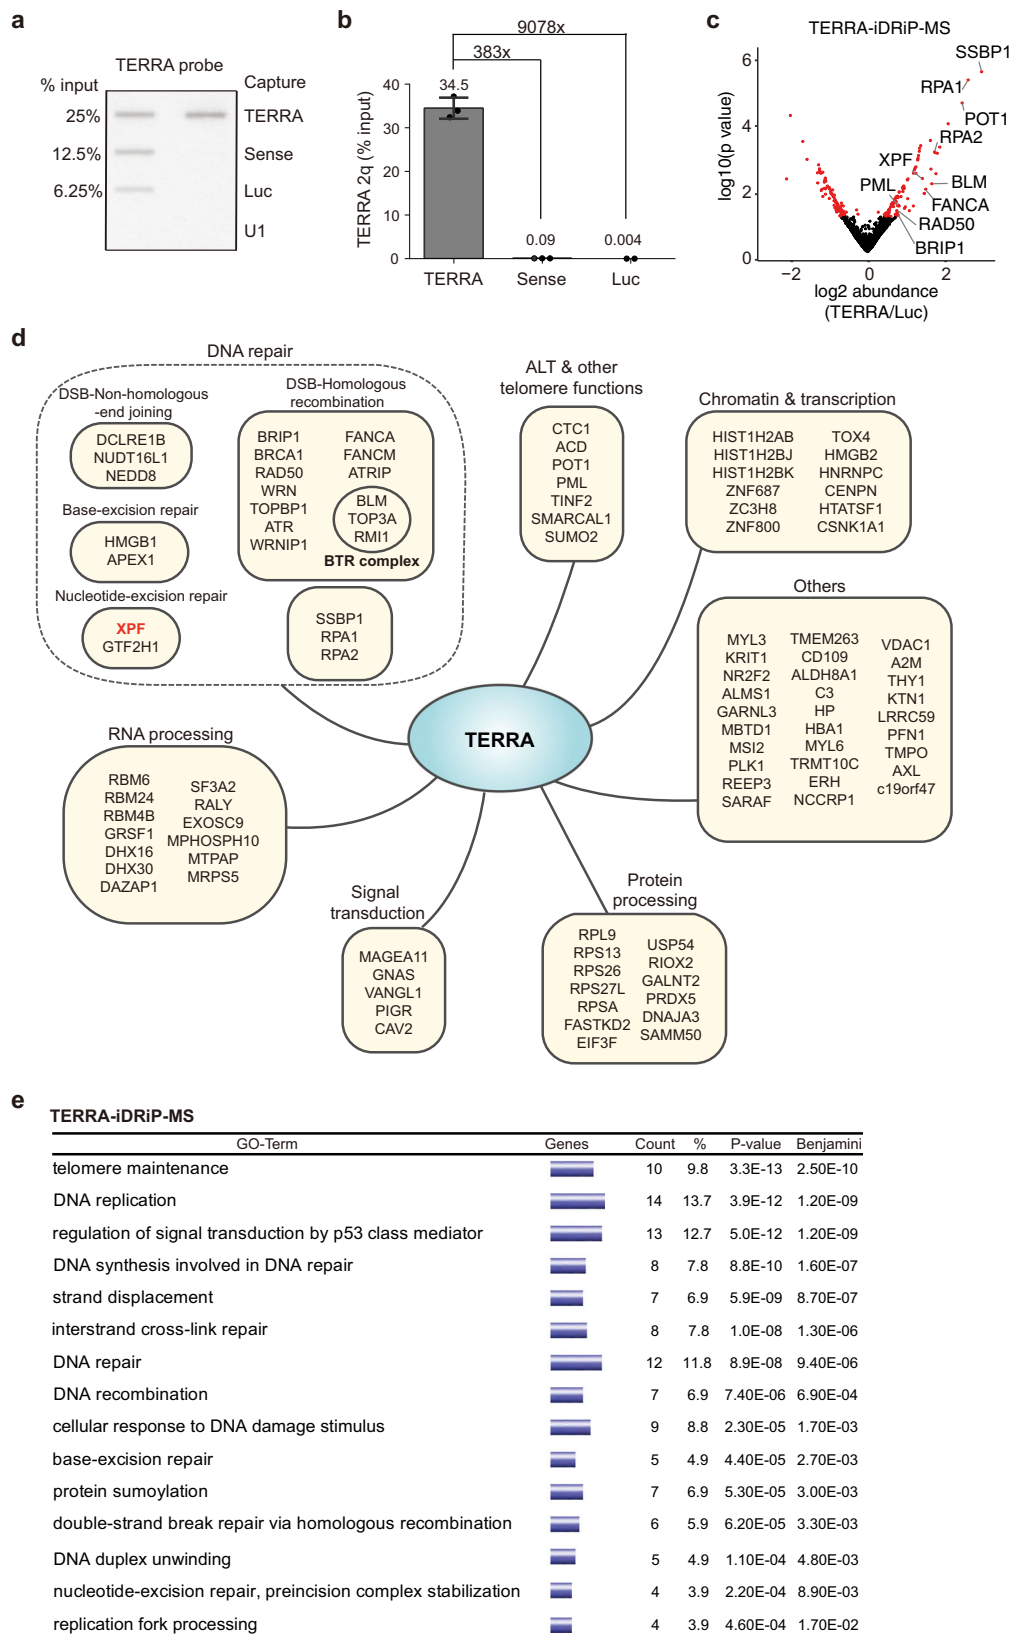 a
TERRA probe
% input
Capture
25%
TERRA
12.5%
Sense
6.25%
Luc
U1
b
9078x
383x
TERRA 2q (% input)
40
30
20
10
0
34.5
0.09
0.004
TERRA
Sense
Luc
c
TERRA-iDRiP-MS
log10(p value)
6
4
2
0
SSBP1
RPA1
POT1
RPA2
XPF
PML
BLM
FANCA
RAD50
BRIP1
−2
0
2
log2 abundance
(TERRA/Luc)
d
DNA repair
DSB-Non-homologous
-end joining
DCLRE1B
NUDT16L1
NEDD8
Base-excision repair
HMGB1
APEX1
Nucleotide-excision repair
XPF
GTF2H1
DSB-Homologous
recombination
BRIP1
BRCA1
RAD50
WRN
TOPBP1
ATR
WRNIP1
FANCA
FANCM
ATRIP
BLM
TOP3A
RMI1
BTR complex
SSBP1
RPA1
RPA2
ALT & other
telomere functions
CTC1
ACD
POT1
PML
TINF2
SMARCAL1
SUMO2
Chromatin & transcription
HIST1H2AB
HIST1H2BJ
HIST1H2BK
ZNF687
ZC3H8
ZNF800
TOX4
HMGB2
HNRNPC
CENPN
HTATSF1
CSNK1A1
Others
MYL3
KRIT1
NR2F2
ALMS1
GARNL3
MBTD1
MSI2
PLK1
REEP3
SARAF
TMEM263
CD109
ALDH8A1
C3
HP
HBA1
MYL6
TRMT10C
ERH
NCCRP1
VDAC1
A2M
THY1
KTN1
LRRC59
PFN1
TMPO
AXL
c19orf47
TERRA
RNA processing
RBM6
RBM24
RBM4B
GRSF1
DHX16
DHX30
DAZAP1
SF3A2
RALY
EXOSC9
MPHOSPH10
MTPAP
MRPS5
Signal
transduction
MAGEA11
GNAS
VANGL1
PIGR
CAV2
Protein
processing
RPL9
RPS13
RPS26
RPS27L
RPSA
FASTKD2
EIF3F
USP54
RIOX2
GALNT2
PRDX5
DNAJA3
SAMM50
e
TERRA-iDRiP-MS
GO-Term Genes Count % P-value Benjamini
telomere maintenance 10 9.8 3.3E-13 2.50E-10
DNA replication 14 13.7 3.9E-12 1.20E-09
regulation of signal transduction by p53 class mediator 13 12.7 5.0E-12 1.20E-09
DNA synthesis involved in DNA repair 8 7.8 8.8E-10 1.60E-07
strand displacement 7 6.9 5.9E-09 8.70E-07
interstrand cross-link repair 8 7.8 1.0E-08 1.30E-06
DNA repair 12 11.8 8.9E-08 9.40E-06
DNA recombination 7 6.9 7.40E-06 6.90E-04
cellular response to DNA damage stimulus 9 8.8 2.30E-05 1.70E-03
base-excision repair 5 4.9 4.40E-05 2.70E-03
protein sumoylation 7 6.9 5.30E-05 3.00E-03
double-strand break repair via homologous recombination 6 5.9 6.20E-05 3.30E-03
DNA duplex unwinding 5 4.9 1.10E-04 4.80E-03
nucleotide-excision repair, preincision complex stabilization 4 3.9 2.20E-04 8.90E-03
replication fork processing 4 3.9 4.60E-04 1.70E-02